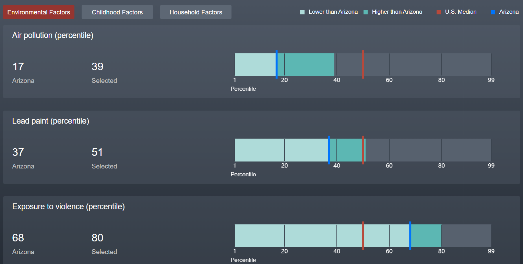 Environmental Factors Childhood Factors Household Factors Lower than Arizona Higher than Arizona U.S. Median Arizona
Air pollution (percentile)
17 39
Arizona Selected
1 20 40 60 80 99
Percentile
Lead paint (percentile)
37 51
Arizona Selected
1 20 40 60 80 99
Percentile
Exposure to violence (percentile)
68 80
Arizona Selected
1 20 40 60 80 99
Percentile